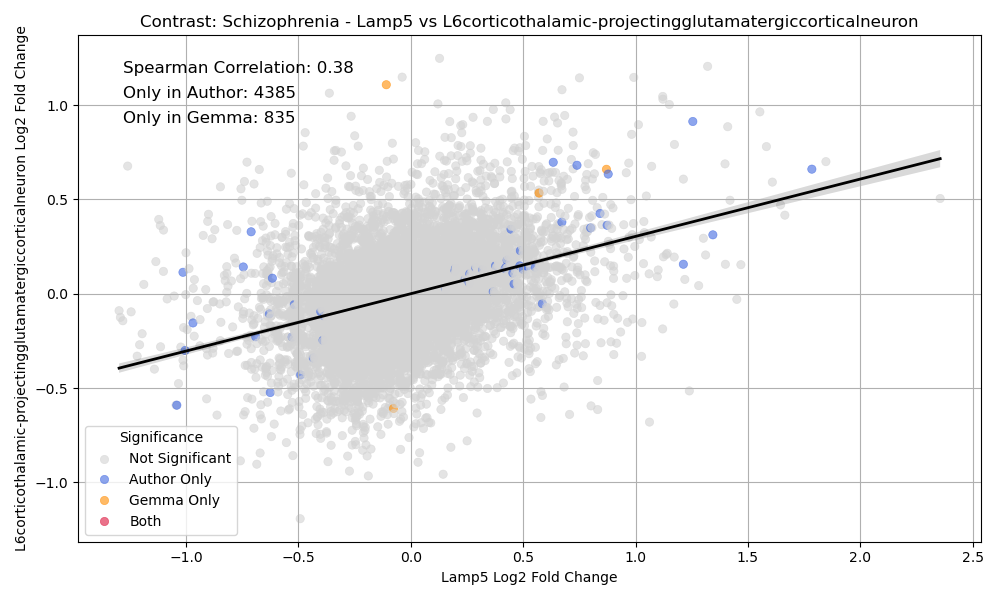 Contrast: Schizophrenia - Lamp5 vs L6corticothalamic-projectingglutamatergiccorticalneuron
L6corticothalamic-projectingglutamatergiccorticalneuron Log2 Fold Change
Spearman Correlation: 0.38
Only in Author: 4385
Only in Gemma: 835
1.0
0.5
0.0
−0.5
−1.0
Significance
Not Significant
Author Only
Gemma Only
Both
−1.0 −0.5 0.0 0.5 1.0 1.5 2.0 2.5
Lamp5 Log2 Fold Change